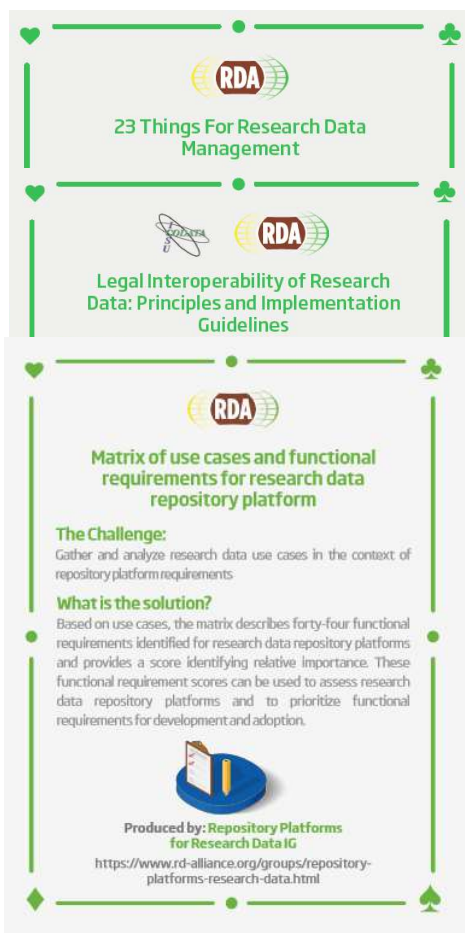 RDA
23 Things For Research Data
Management
CODATA
TSU
RDA
Legal Interoperability of Research
Data: Principles and Implementation
Guidelines
RDA
Matrix of use cases and functional
requirements for research data
repository platform
The Challenge:
Gather and analyze research data use cases in the context of
repository platform requirements
What is the solution?
Based on use cases, the matrix describes forty-four functional
requirements identified for research data repository platforms
and provides a score identifying relative importance. These
functional requirement scores can be used to assess research
data repository platforms and to prioritize functional
requirements for development and adoption.
Produced by: Repository Platforms
for Research Data IG
https://www.rd-alliance.org/groups/repository-
platforms-research-data.html